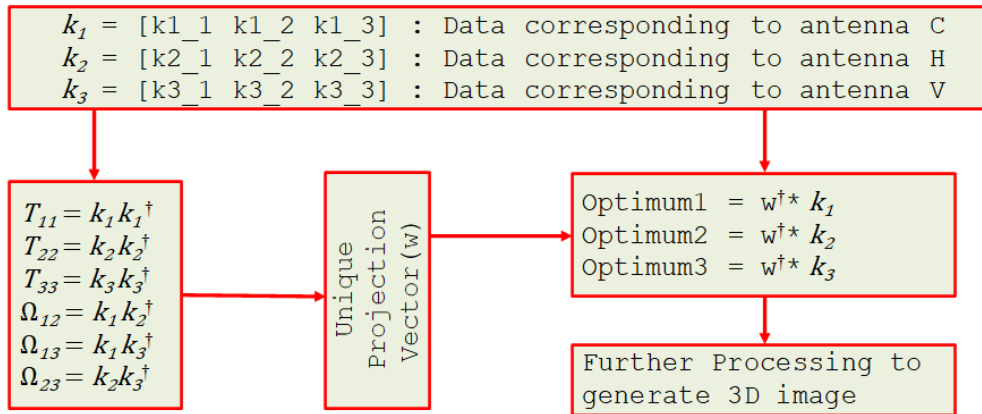 k₁ = [k1_1 k1_2 k1_3] : Data corresponding to antenna C
k₂ = [k2_1 k2_2 k2_3] : Data corresponding to antenna H
k₃ = [k3_1 k3_2 k3_3] : Data corresponding to antenna V
T₁₁ = k₁k₁†
T₂₂ = k₂k₂†
T₃₃ = k₃k₃†
Ω₁₂ = k₁k₂†
Ω₁₃ = k₁k₃†
Ω₂₃ = k₂k₃†
Unique
Projection
Vector(w)
Optimum1 = w†* k₁
Optimum2 = w†* k₂
Optimum3 = w†* k₃
Further Processing to
generate 3D image